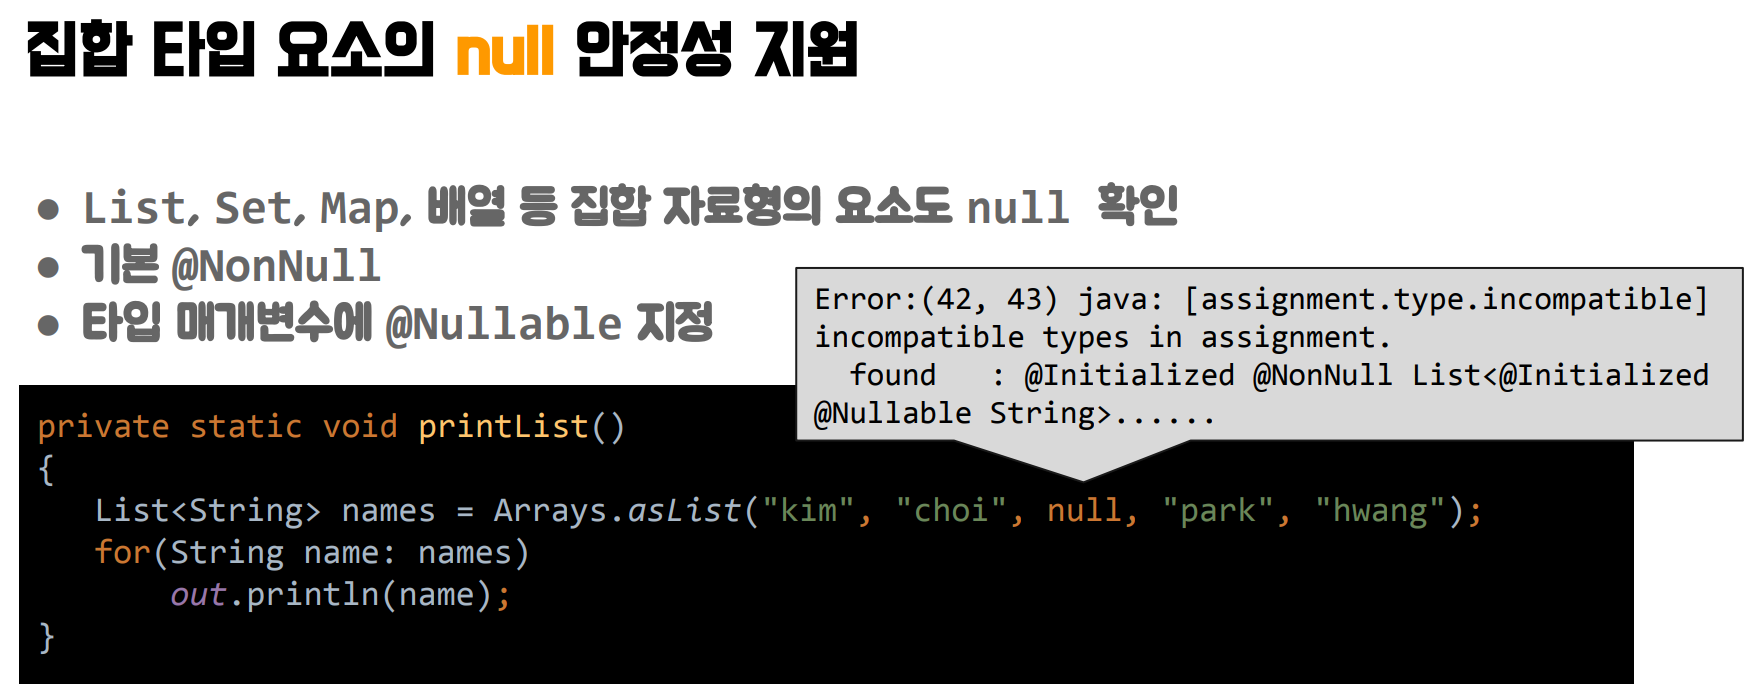 집합 타입 요소의 null 안정성 지원
● List, Set, Map, 배열 등 집합 자료형의 요소도 null 확인
● 기본 @NonNull
● 타입 매개변수에 @Nullable 지정
Error:(42, 43) java: [assignment.type.incompatible]
incompatible types in assignment.
  found   : @Initialized @NonNull List<@Initialized
@Nullable String>......
private static void printList()
{
   List<String> names = Arrays.asList("kim", "choi", null, "park", "hwang");
   for(String name: names)
       out.println(name);
}